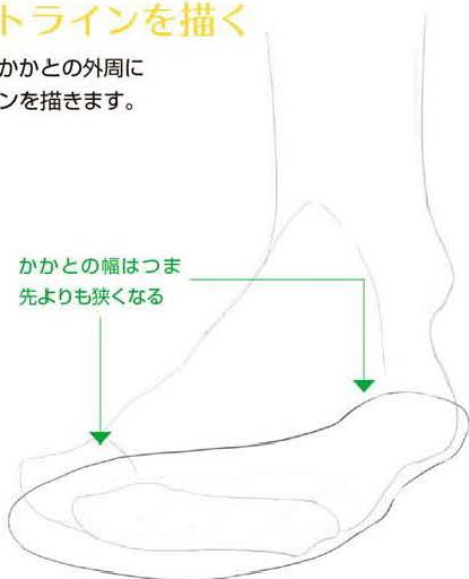 トラインを描く
かかとの外周に
ンを描きます。
かかとの幅はつま
先よりも狭くなる